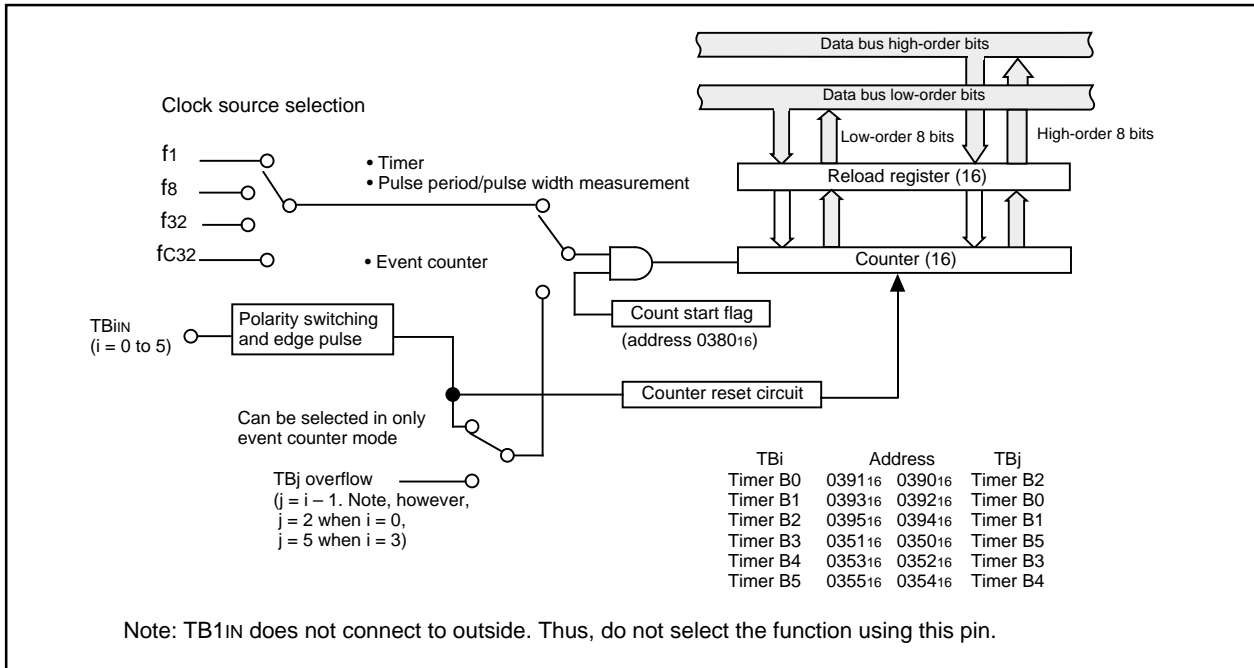 Data bus high-order bits
Data bus low-order bits
Clock source selection
Low-order 8 bits
High-order 8 bits
f1
• Timer
• Pulse period/pulse width measurement
Reload register (16)
f8
f32
fC32
• Event counter
Counter (16)
Count start flag
(address 038016)
TBiIN
(i = 0 to 5)
Polarity switching
and edge pulse
Counter reset circuit
Can be selected in only
event counter mode
TBj overflow
(j = i – 1. Note, however,
j = 2 when i = 0,
j = 5 when i = 3)
TBi Address TBj
Timer B0 039116 039016 Timer B2
Timer B1 039316 039216 Timer B0
Timer B2 039516 039416 Timer B1
Timer B3 035116 035016 Timer B5
Timer B4 035316 035216 Timer B3
Timer B5 035516 035416 Timer B4
Note: TB1IN does not connect to outside. Thus, do not select the function using this pin.